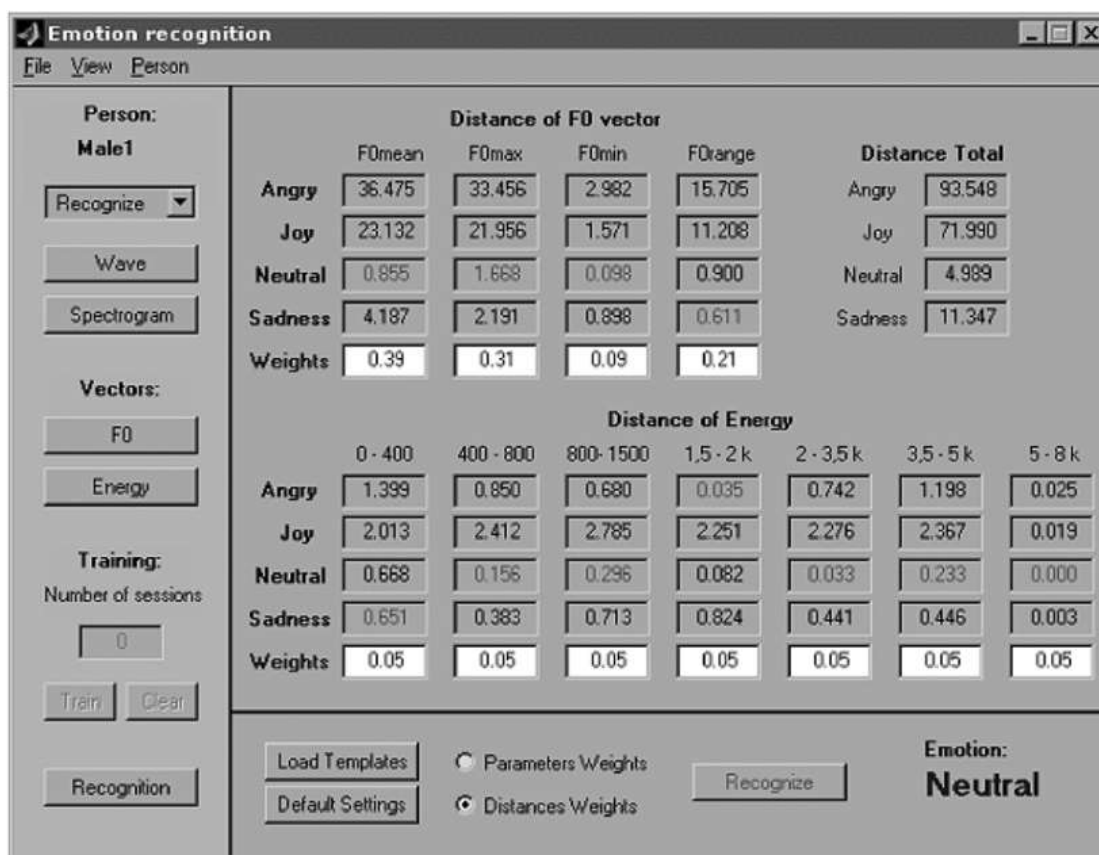 Emotion recognition
File View Person
Person:
Male1
Recognize
Wave
Spectrogram
Vectors:
F0
Energy
Training:
Number of sessions
0
Train Clear
Recognition
Distance of F0 vector
F0mean F0max F0min F0range
Angry 36.475 33.456 2.982 15.705
Joy 23.132 21.956 1.571 11.208
Neutral 0.855 1.668 0.098 0.900
Sadness 4.187 2.191 0.898 0.611
Weights 0.39 0.31 0.09 0.21
Distance Total
Angry 93.548
Joy 71.990
Neutral 4.989
Sadness 11.347
Distance of Energy
0 - 400 400 - 800 800- 1500 1,5 - 2 k 2 - 3,5 k 3,5 - 5 k 5 - 8 k
Angry 1.399 0.850 0.680 0.035 0.742 1.198 0.025
Joy 2.013 2.412 2.785 2.251 2.276 2.367 0.019
Neutral 0.668 0.156 0.296 0.082 0.033 0.233 0.000
Sadness 0.651 0.383 0.713 0.824 0.441 0.446 0.003
Weights 0.05 0.05 0.05 0.05 0.05 0.05 0.05
Load Templates
Default Settings
Parameters Weights
Distances Weights
Recognize
Emotion:
Neutral